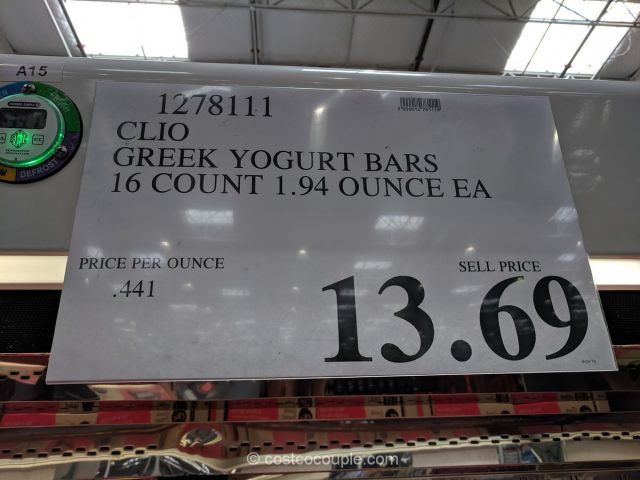 A15
1278111
CLIO
GREEK YOGURT BARS
16 COUNT 1.94 OUNCE EA
PRICE PER OUNCE
.441
SELL PRICE
13.69
DEFROST
© costcocouple.com